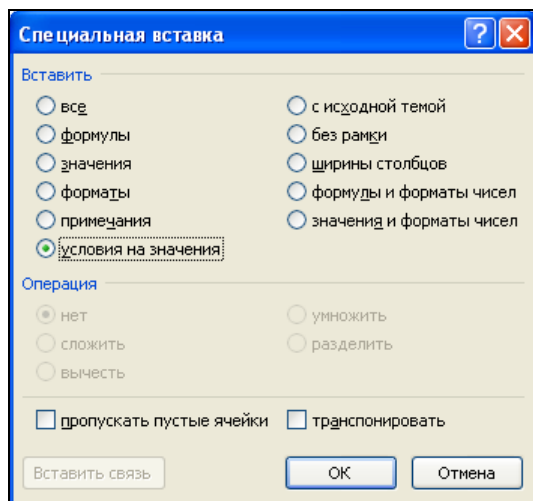 Специальная вставка
Вставить
все
с исходной темой
формулы
без рамки
значения
ширины столбцов
форматы
формулы и форматы чисел
примечания
значения и форматы чисел
условия на значения
Операция
нет
умножить
сложить
разделить
вычесть
пропускать пустые ячейки
транспонировать
Вставить связь
ОК
Отмена